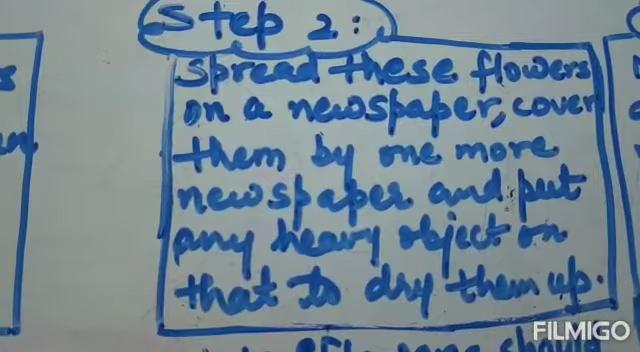 Step 2:
spread these flowers
on a newspaper, cover
them by one more
newspaper and put
any heavy object on
that to dry them up.
FILMIGO